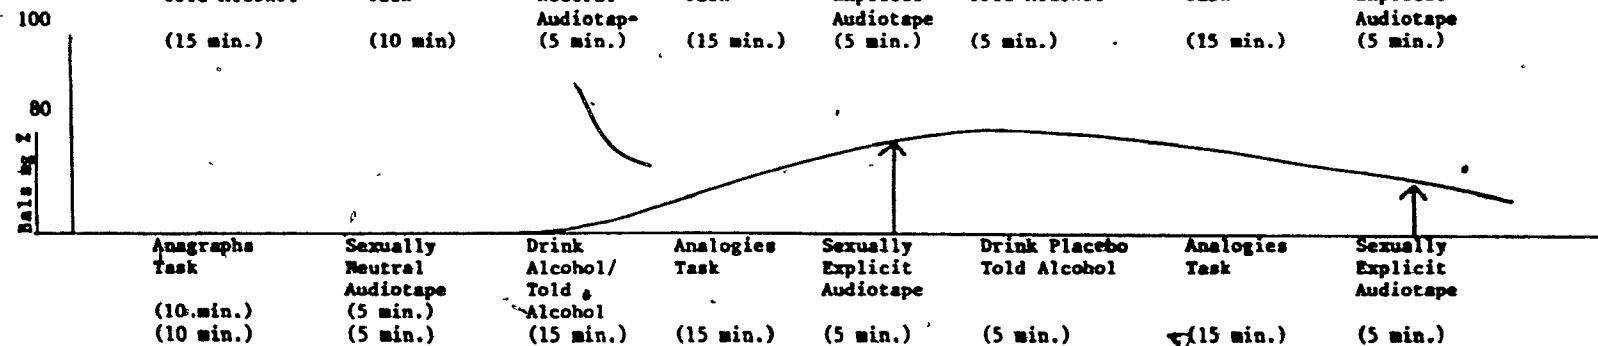 100 Audiotap- Audiotape Audiotape
(15 min.) (10 min) (5 min.) (15 min.) (5 min.) (5 min.) (15 min.) (5 min.)
80
Bals mg %
Anagraphs Sexually Drink Analogies Sexually Drink Placebo Analogies Sexually
Task Neutral Alcohol/ Task Explicit Told Alcohol Task Explicit
Audiotape Told Audiotape Audiotape
(10 min.) (5 min.) Alcohol
(10 min.) (5 min.) (15 min.) (15 min.) (5 min.) (5 min.) (15 min.) (5 min.)